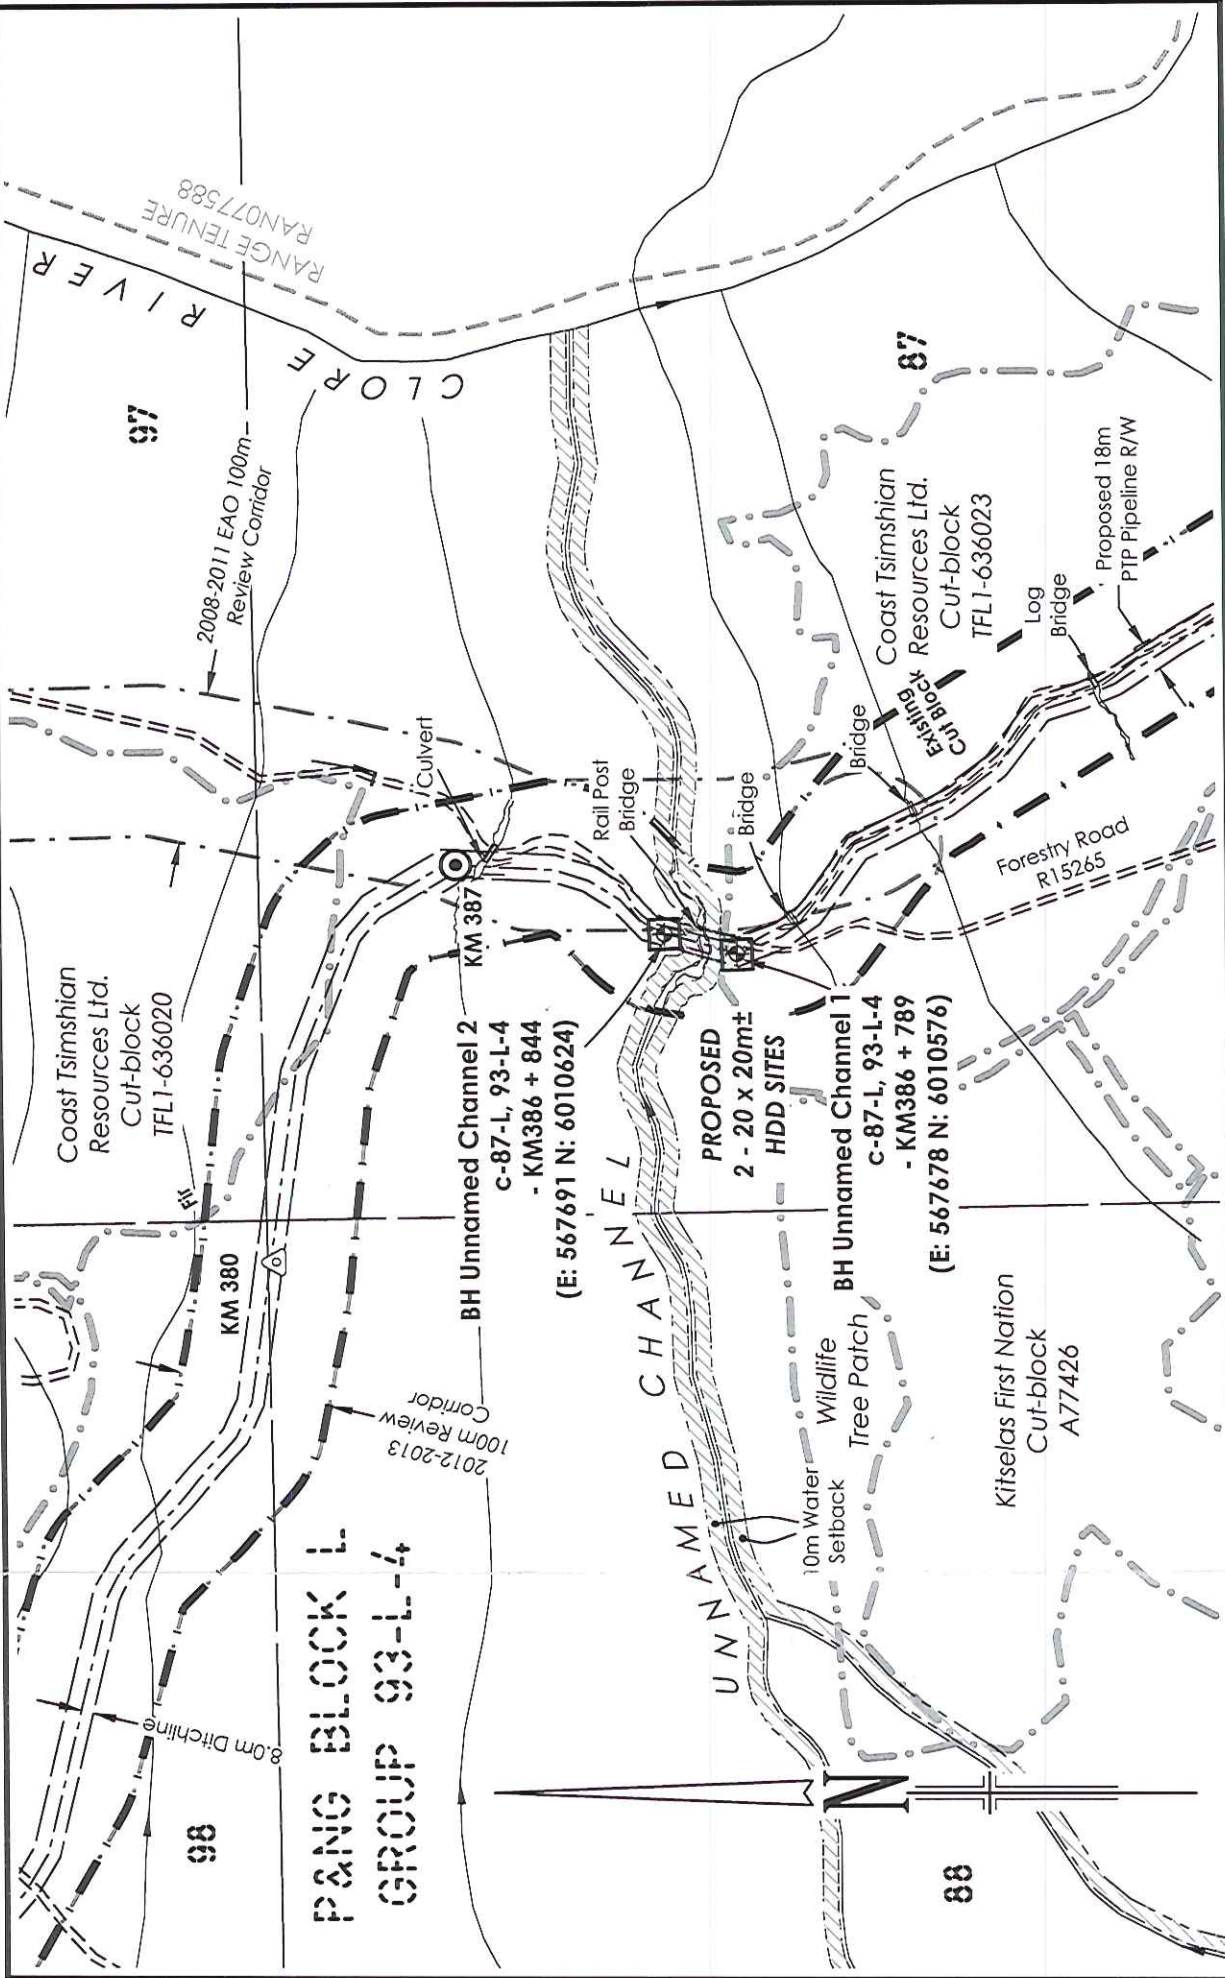 P&NG BLOCK L
GROUP 93-L-4
98
97
88
87
8.0m Ditchline
2012-2013
100m Review
Corridor
KM 380
Coast Tsimshian
Resources Ltd.
Cut-block
TFL1-636020
2008-2011 EAO 100m
Review Corridor
RANGE TENURE
RAN077588
CLORE RIVER
Culvert
KM 387
BH Unnamed Channel 2
c-87-L, 93-L-4
- KM386 + 844
(E: 567691 N: 6010624)
Rail Post
Bridge
UNNAMED CHANNEL
PROPOSED
2 - 20 x 20m±
HDD SITES
Bridge
BH Unnamed Channel 1
c-87-L, 93-L-4
- KM386 + 789
(E: 567678 N: 6010576)
Bridge
Existing
Cut Block
Coast Tsimshian
Resources Ltd.
Cut-block
TFL1-636023
Log
Bridge
Proposed 18m
PTP Pipeline R/W
Forestry Road
R15265
10m Water
Setback
Wildlife
Tree Patch
Kitselas First Nation
Cut-block
A77426
N